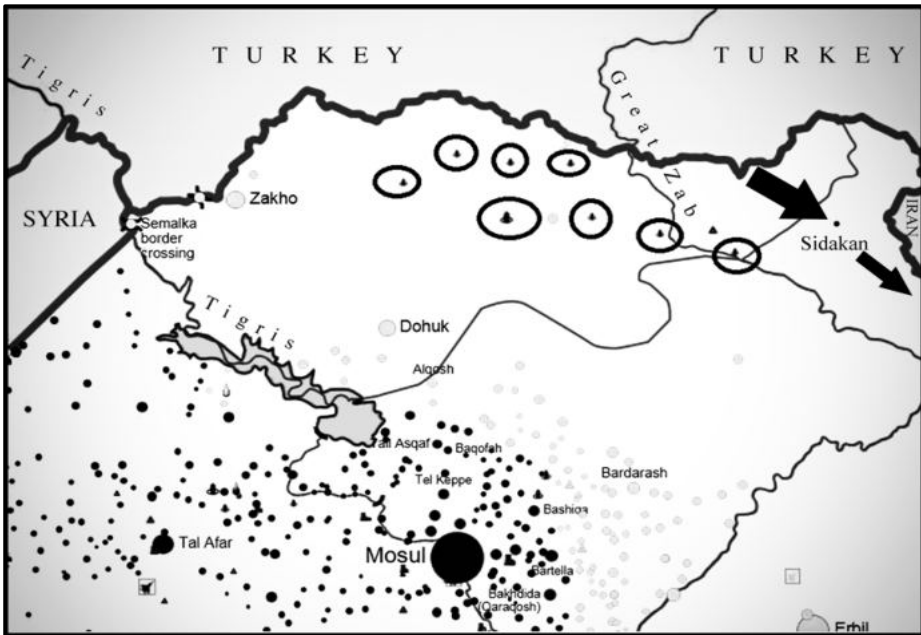 TURKEY
TURKEY
Tigris
Great Zab
Zakho
SYRIA
Semalka
border
crossing
IRAN
Sidakan
Tigris
Dohuk
Alqosh
Tall Asqaf
Baqofah
Bardarash
Tel Keppe
Bashiqa
Tal Afar
Mosul
Bartella
Bakhdida
(Qaraqosh)
Erbil